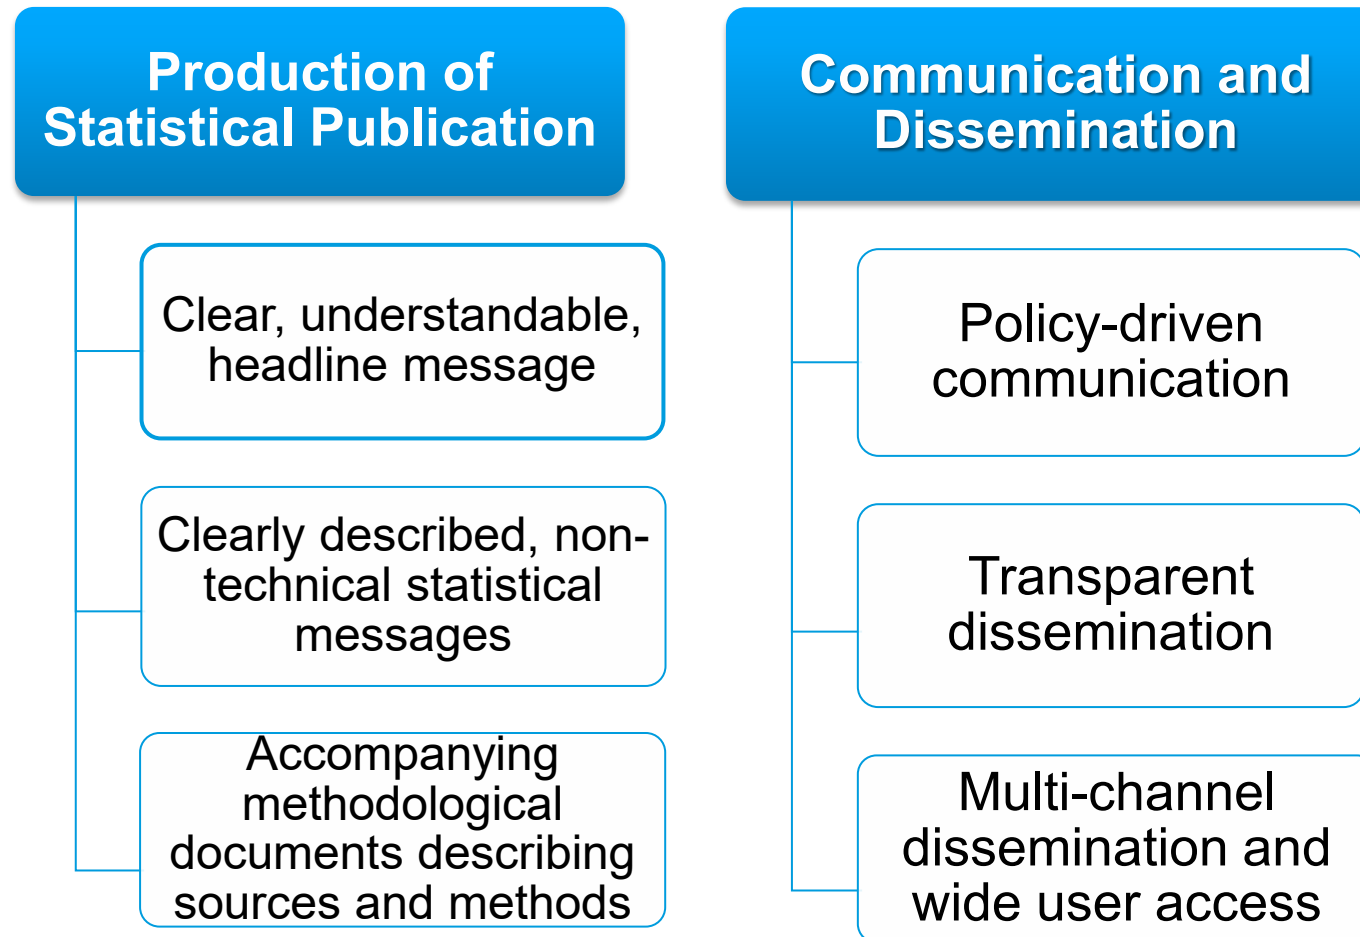 Production of
Statistical Publication
Clear, understandable,
headline message
Clearly described, non-
technical statistical
messages
Accompanying
methodological
documents describing
sources and methods
Communication and
Dissemination
Policy-driven
communication
Transparent
dissemination
Multi-channel
dissemination and
wide user access